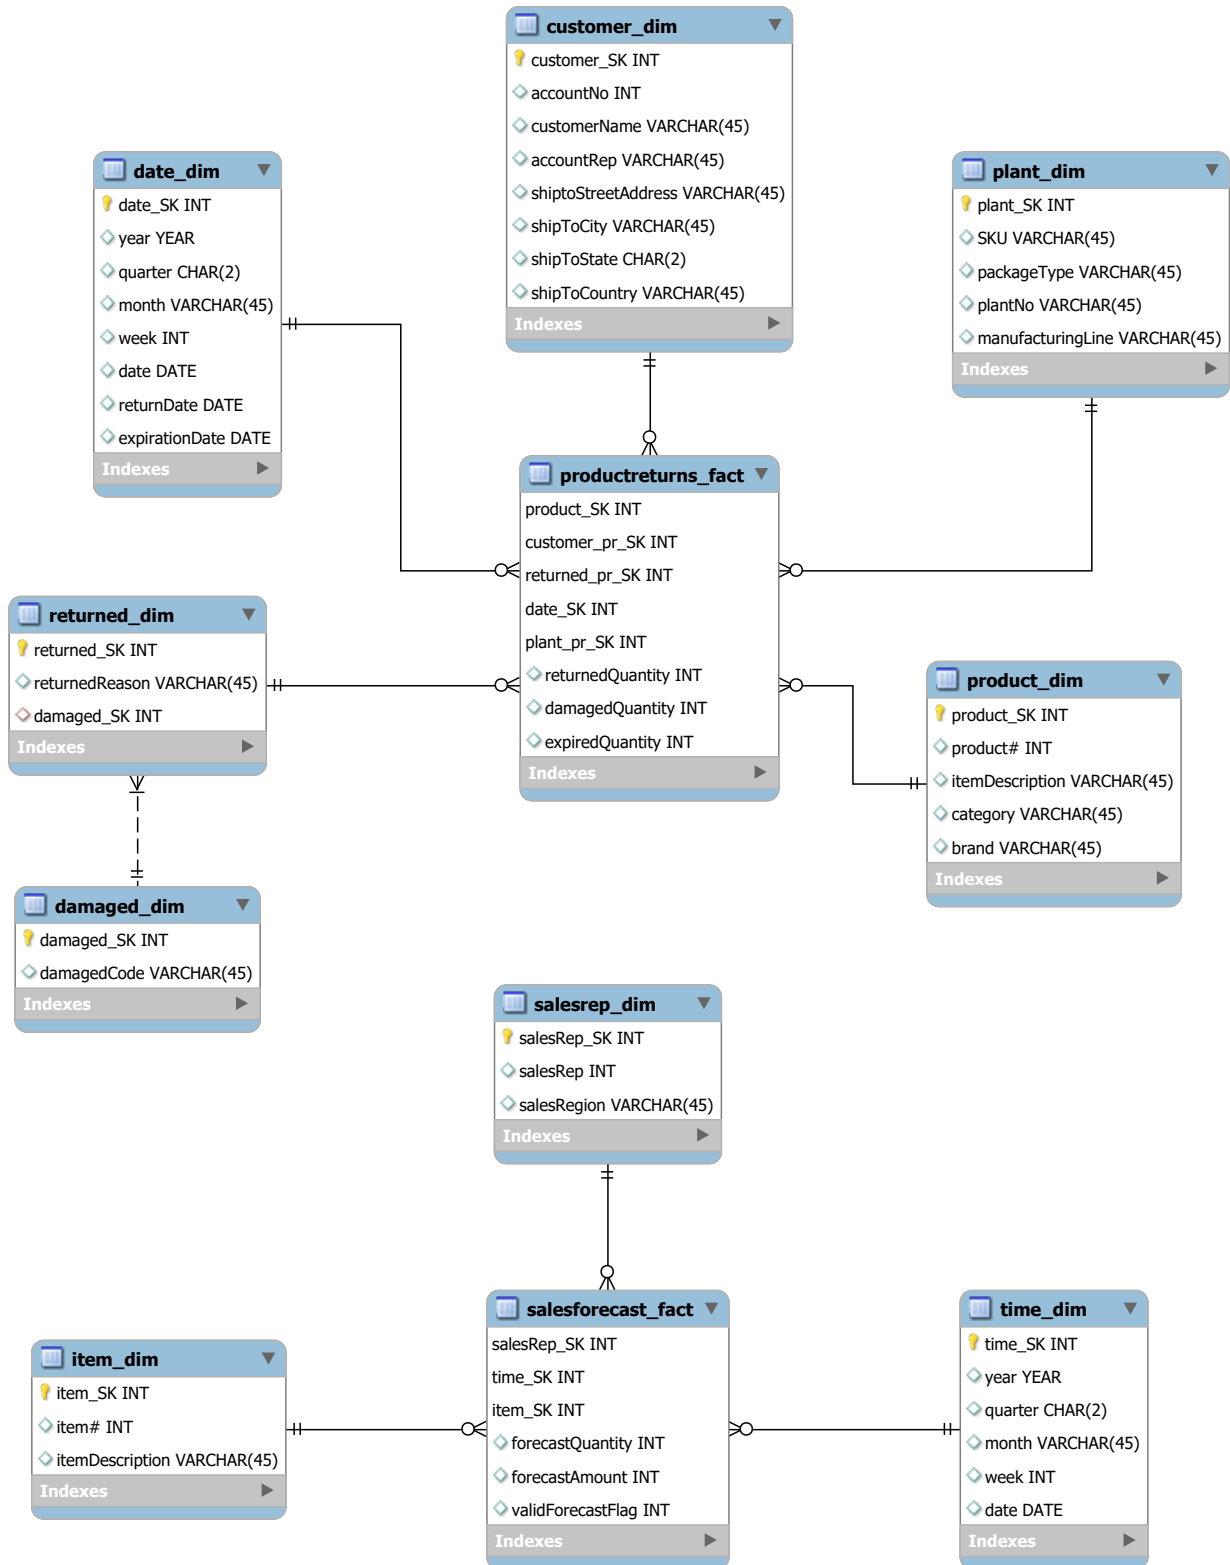 customer_dim
customer_SK INT
accountNo INT
customerName VARCHAR(45)
accountRep VARCHAR(45)
shiptoStreetAddress VARCHAR(45)
shipToCity VARCHAR(45)
shipToState CHAR(2)
shipToCountry VARCHAR(45)
Indexes
date_dim
date_SK INT
year YEAR
quarter CHAR(2)
month VARCHAR(45)
week INT
date DATE
returnDate DATE
expirationDate DATE
Indexes
plant_dim
plant_SK INT
SKU VARCHAR(45)
packageType VARCHAR(45)
plantNo VARCHAR(45)
manufacturingLine VARCHAR(45)
Indexes
productreturns_fact
product_SK INT
customer_pr_SK INT
returned_pr_SK INT
date_SK INT
plant_pr_SK INT
returnedQuantity INT
damagedQuantity INT
expiredQuantity INT
Indexes
returned_dim
returned_SK INT
returnedReason VARCHAR(45)
damaged_SK INT
Indexes
product_dim
product_SK INT
product# INT
itemDescription VARCHAR(45)
category VARCHAR(45)
brand VARCHAR(45)
Indexes
damaged_dim
damaged_SK INT
damagedCode VARCHAR(45)
Indexes
salesrep_dim
salesRep_SK INT
salesRep INT
salesRegion VARCHAR(45)
Indexes
salesforecast_fact
salesRep_SK INT
time_SK INT
item_SK INT
forecastQuantity INT
forecastAmount INT
validForecastFlag INT
Indexes
item_dim
item_SK INT
item# INT
itemDescription VARCHAR(45)
Indexes
time_dim
time_SK INT
year YEAR
quarter CHAR(2)
month VARCHAR(45)
week INT
date DATE
Indexes